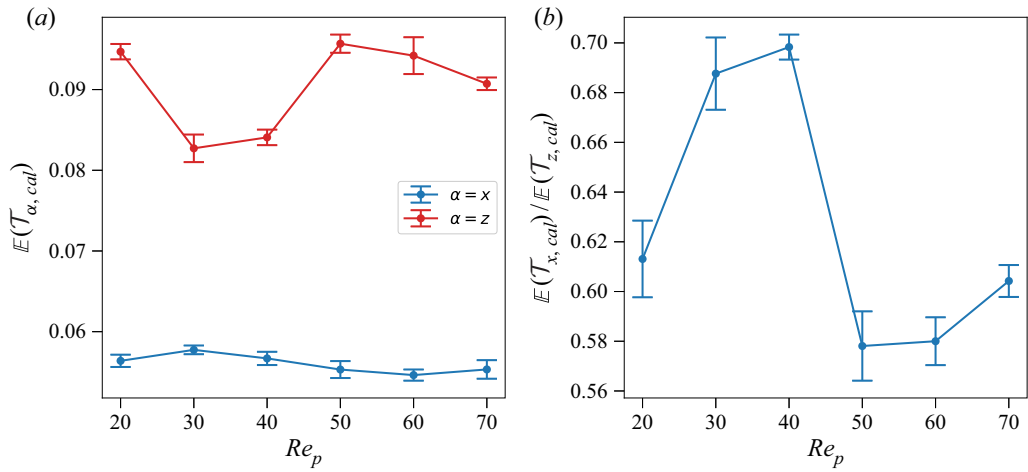 (a)
0.09
0.08
0.07
0.06
𝔼(𝒯α, cal)
α = x
α = z
20 30 40 50 60 70
Re_p
(b)
0.70
0.68
0.66
0.64
0.62
0.60
0.58
0.56
𝔼(𝒯x, cal)/𝔼(𝒯z, cal)
20 30 40 50 60 70
Re_p